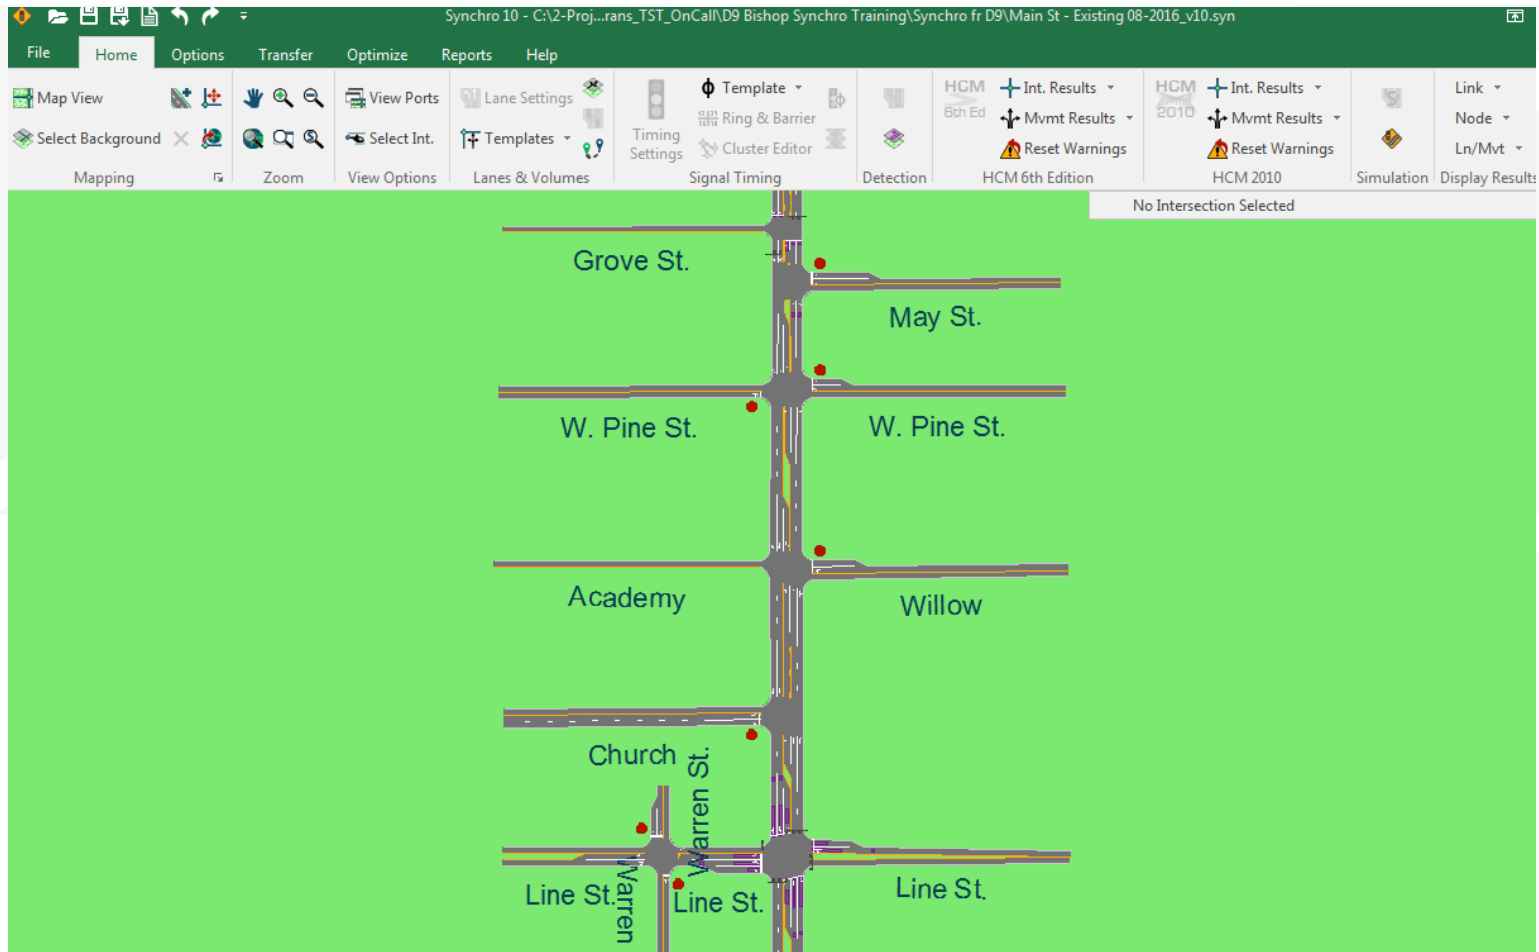 Synchro 10 - C:\2-Proj...rans_TST_OnCall\D9 Bishop Synchro Training\Synchro fr D9\Main St - Existing 08-2016_v10.syn
File Home Options Transfer Optimize Reports Help
Map View
Select Background
Mapping
Zoom
View Ports
Select Int.
View Options
Lane Settings
Templates
Lanes & Volumes
Timing
Settings
Template
Ring & Barrier
Cluster Editor
Signal Timing
Detection
HCM
6th Ed
Int. Results
Mvmt Results
Reset Warnings
HCM 6th Edition
HCM
2010
Int. Results
Mvmt Results
Reset Warnings
HCM 2010
Simulation
Link
Node
Ln/Mvt
Display Results
No Intersection Selected
Grove St.
May St.
W. Pine St.
W. Pine St.
Academy
Willow
Church
Warren St.
Line St.
Warren
Line St.
Line St.